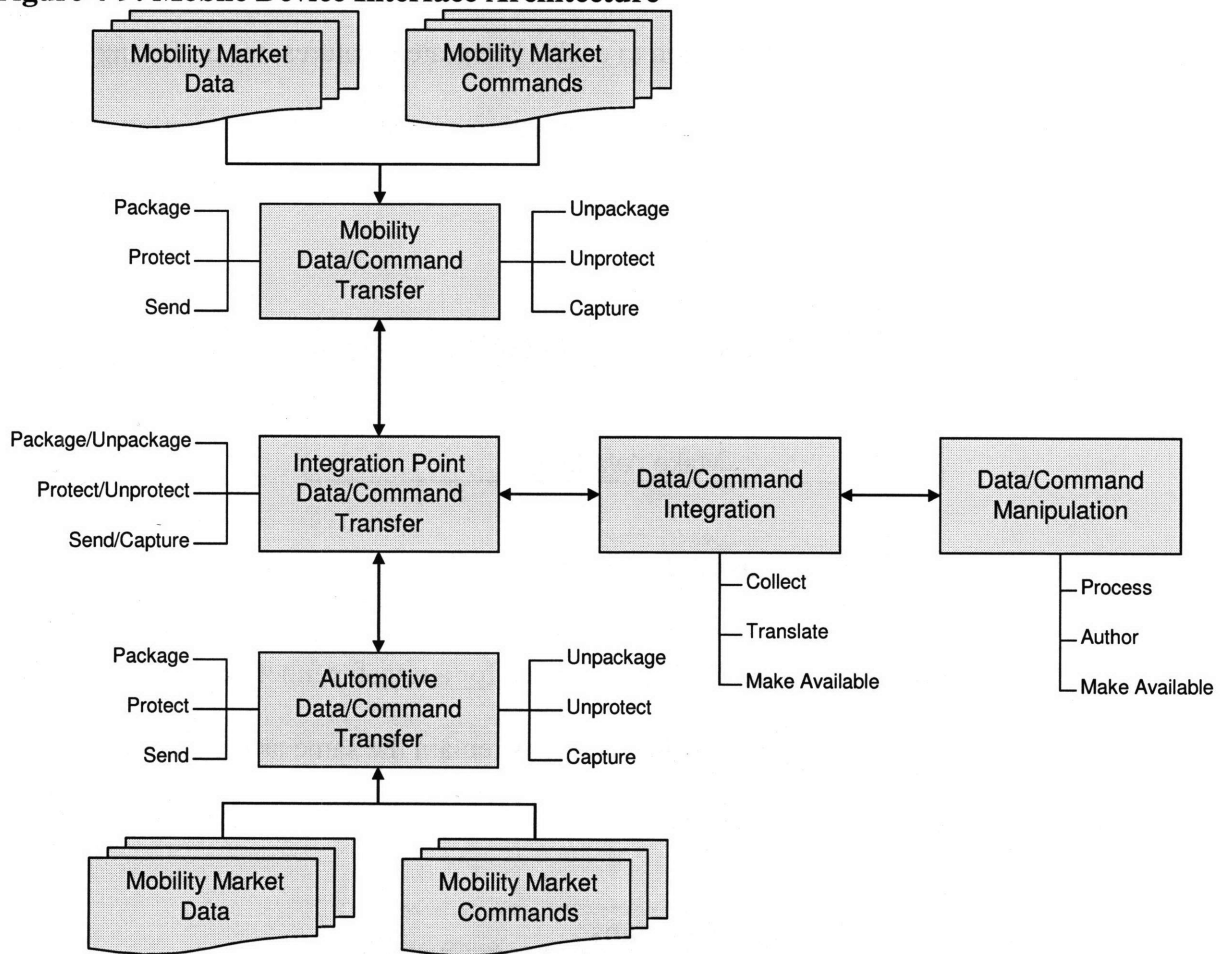 Mobility Market
Data
Mobility Market
Commands
Package
Protect
Send
Mobility
Data/Command
Transfer
Unpackage
Unprotect
Capture
Package/Unpackage
Protect/Unprotect
Send/Capture
Integration Point
Data/Command
Transfer
Data/Command
Integration
Collect
Translate
Make Available
Data/Command
Manipulation
Process
Author
Make Available
Package
Protect
Send
Automotive
Data/Command
Transfer
Unpackage
Unprotect
Capture
Mobility Market
Data
Mobility Market
Commands